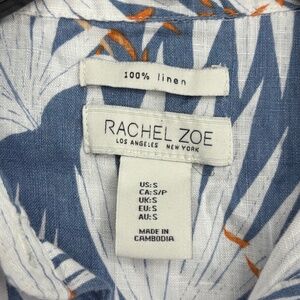 100% linen
RACHEL ZOE
LOS ANGELES NEW YORK
US:S
CA:S/P
UK:S
EU:S
AU:S
MADE IN
CAMBODIA